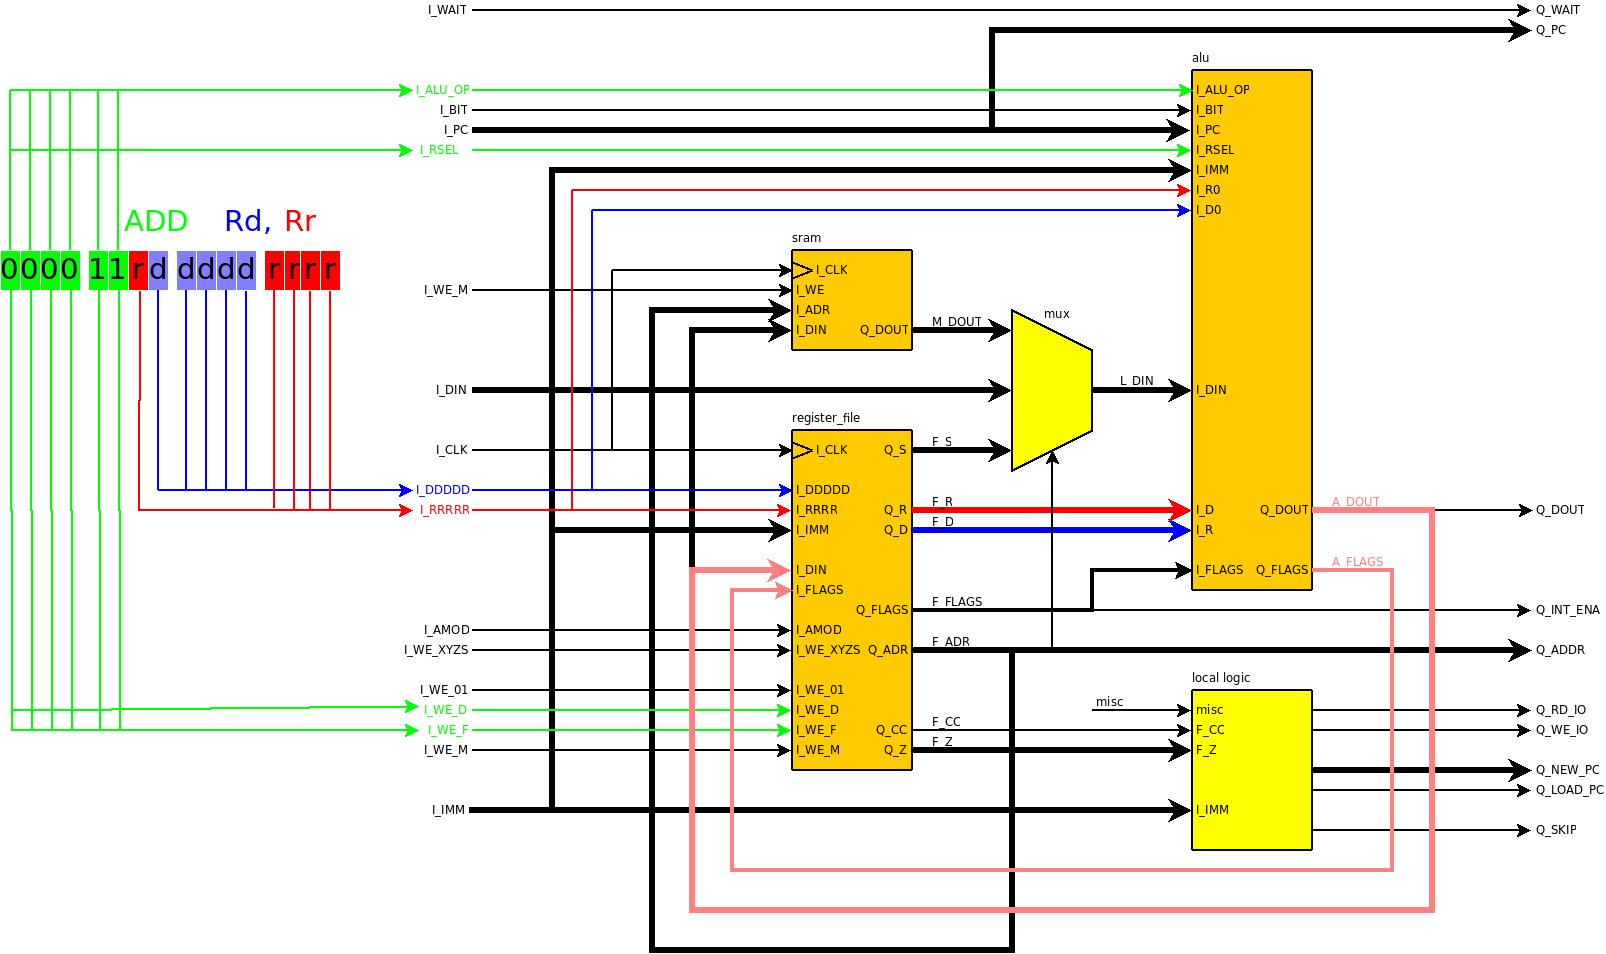 I_WAIT
Q_WAIT
Q_PC
alu
I_ALU_OP
I_ALU_OP
I_BIT
I_BIT
I_PC
I_PC
I_RSEL
I_RSEL
I_IMM
I_R0
I_D0
ADD Rd, Rr
0000 11rd dddd rrrr
sram
I_CLK
I_WE_M
I_WE
I_ADR
I_DIN
Q_DOUT
M_DOUT
mux
I_DIN
L_DIN
I_DIN
register_file
I_CLK
I_CLK
Q_S
F_S
I_DDDDD
I_DDDDD
I_RRRRR
I_RRRR
Q_R
F_R
I_D
Q_DOUT
A_DOUT
Q_DOUT
I_IMM
Q_D
F_D
I_R
I_DIN
I_FLAGS
Q_FLAGS
A_FLAGS
I_FLAGS
Q_FLAGS
F_FLAGS
Q_INT_ENA
I_AMOD
I_AMOD
I_WE_XYZS
I_WE_XYZS
Q_ADR
F_ADR
Q_ADDR
local logic
I_WE_01
I_WE_01
I_WE_D
I_WE_D
misc
misc
Q_RD_IO
I_WE_F
I_WE_F
Q_CC
F_CC
F_CC
Q_WE_IO
I_WE_M
I_WE_M
Q_Z
F_Z
F_Z
Q_NEW_PC
Q_LOAD_PC
I_IMM
I_IMM
Q_SKIP